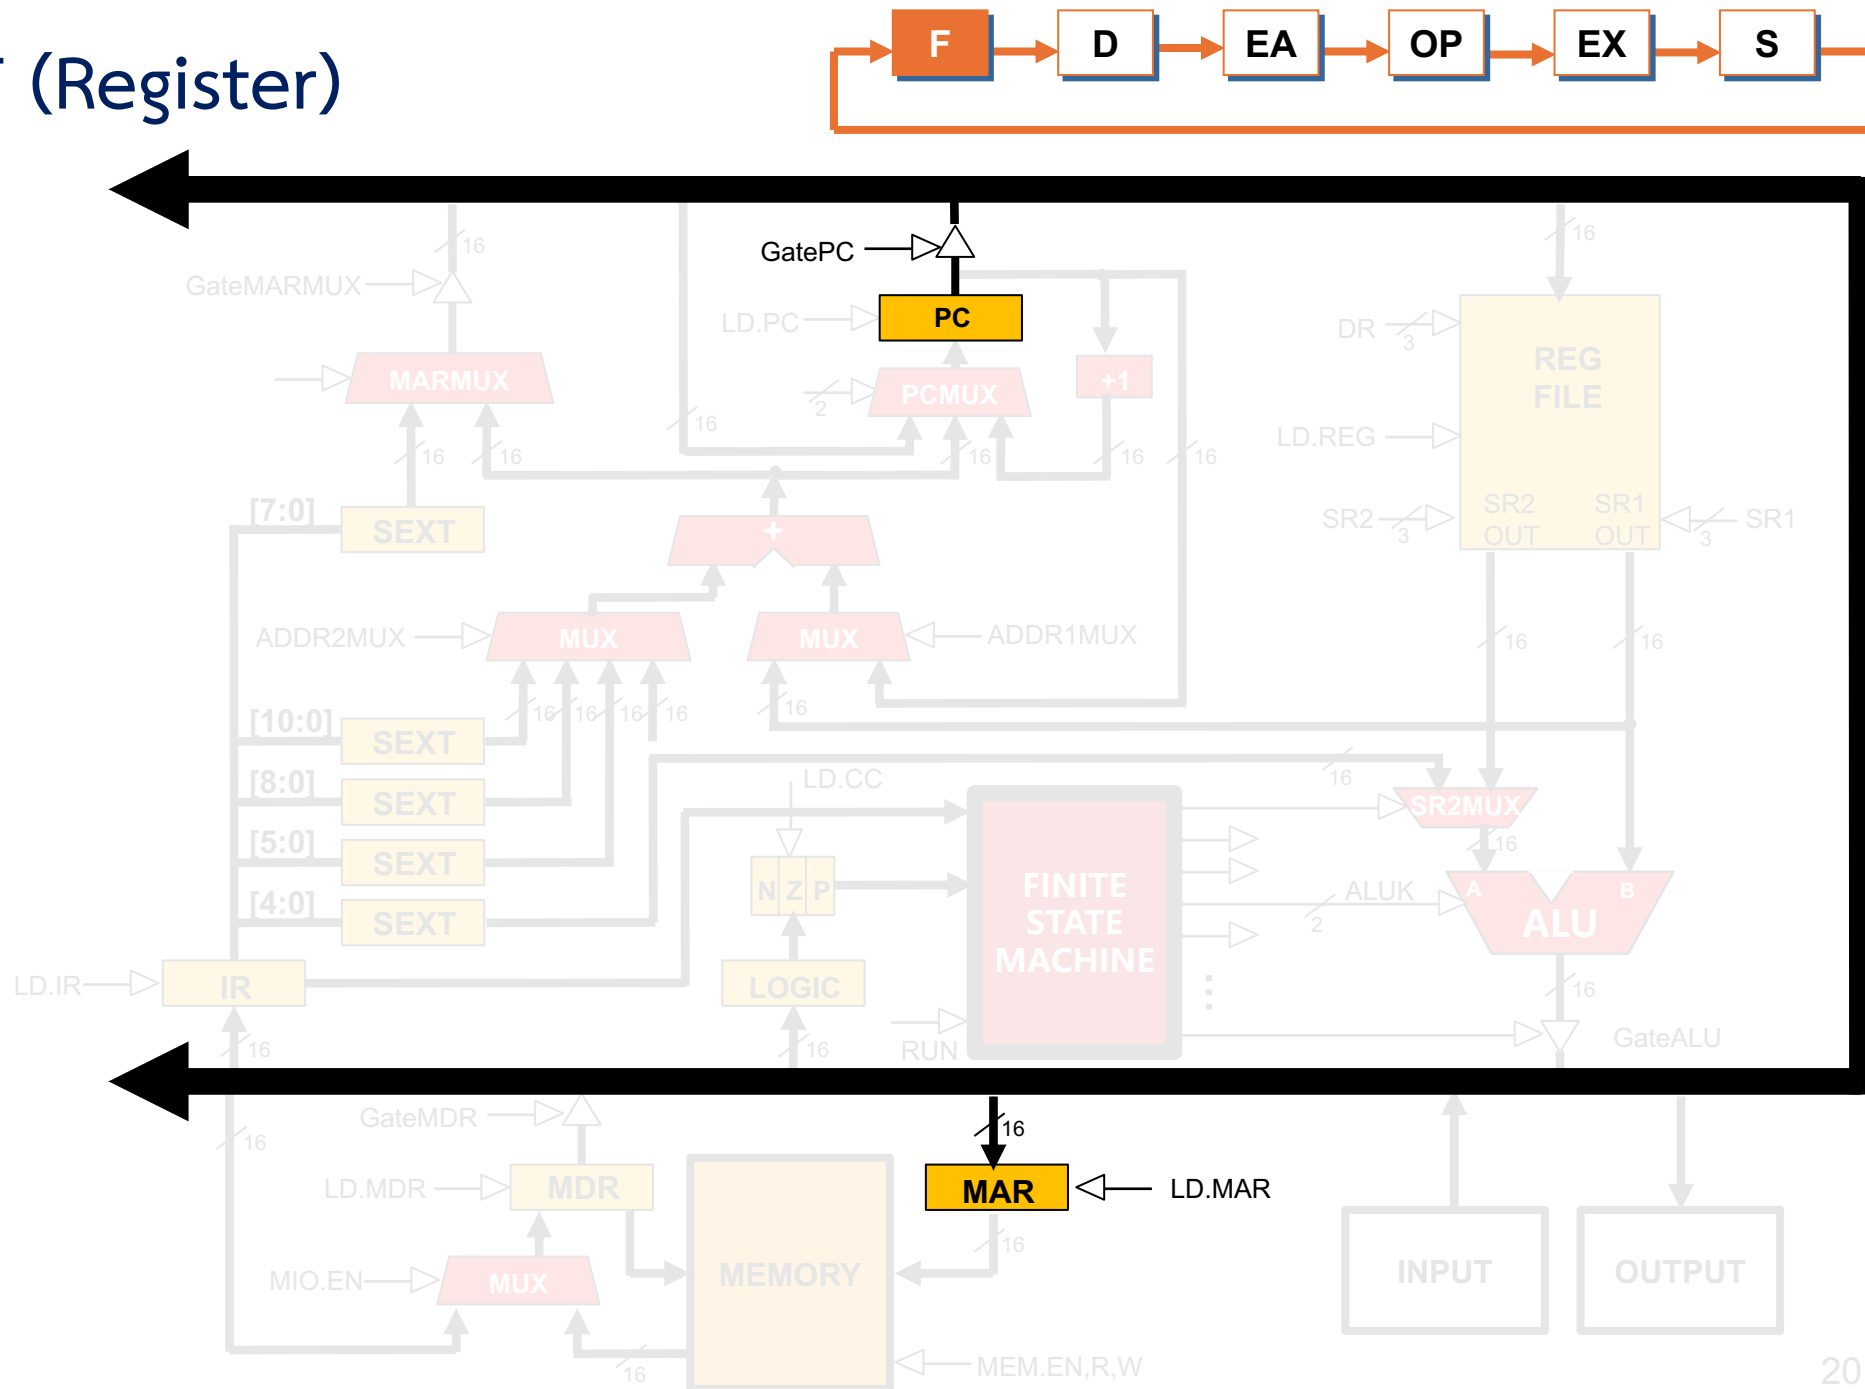 (Register)
F D EA OP EX S
16
GatePC
16
GateMARMUX
LD.PC
PC
DR
3
REG
FILE
MARMUX
2
PCMUX
+1
16
LD.REG
16
16
16
16
16
[7:0]
SEXT
+
SR2
3
SR2
OUT
SR1
OUT
3
SR1
ADDR2MUX
MUX
MUX
ADDR1MUX
16
16
16
16
16
16
16
[10:0]
SEXT
[8:0]
SEXT
LD.CC
16
SR2MUX
16
[5:0]
SEXT
N Z P
FINITE
STATE
MACHINE
ALUK
2
A
B
ALU
[4:0]
SEXT
LD.IR
IR
LOGIC
16
16
16
RUN
GateALU
GateMDR
16
16
LD.MDR
MDR
MAR
LD.MAR
16
MIO.EN
MUX
MEMORY
INPUT
OUTPUT
16
MEM.EN,R,W
20